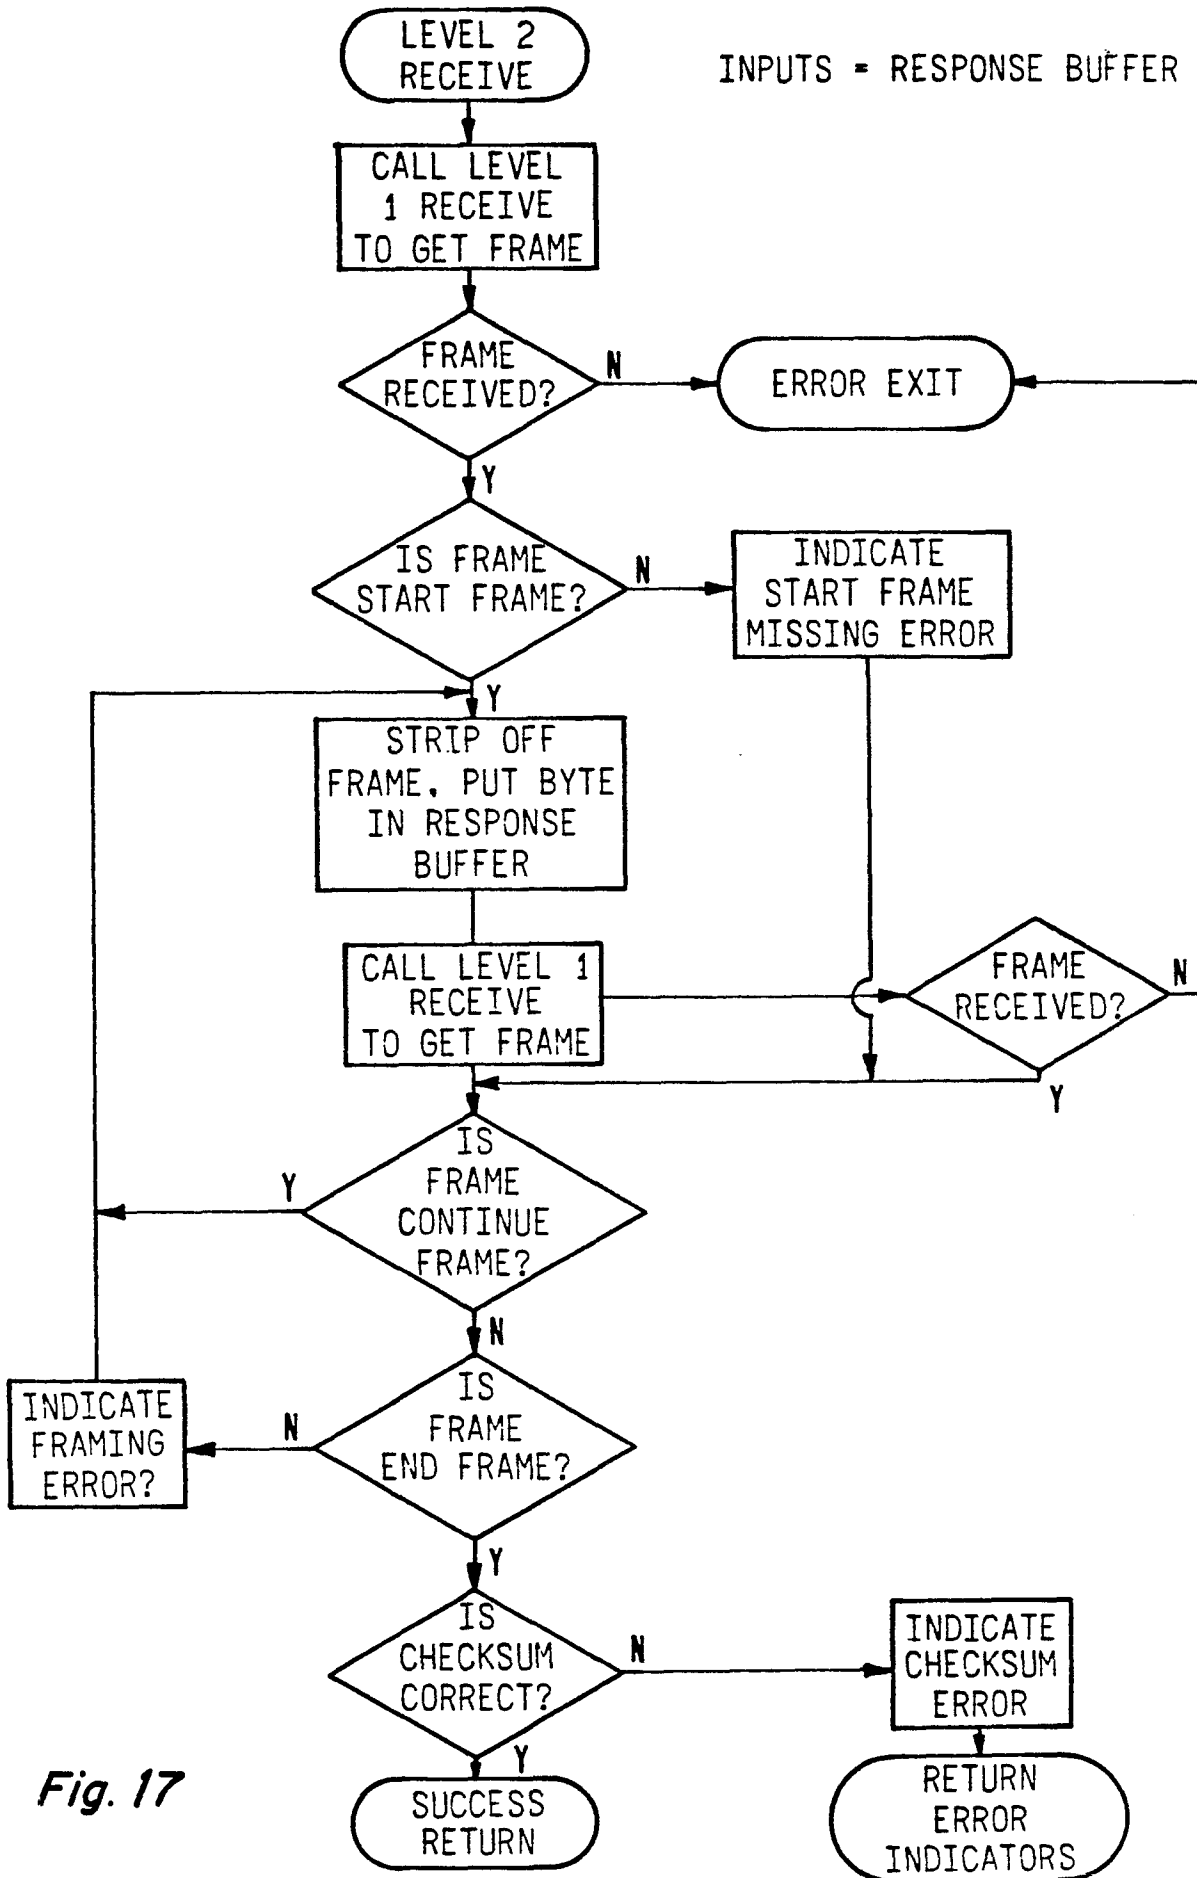 LEVEL 2
RECEIVE
INPUTS = RESPONSE BUFFER
CALL LEVEL
1 RECEIVE
TO GET FRAME
FRAME
RECEIVED?
N
ERROR EXIT
Y
IS FRAME
START FRAME?
N
INDICATE
START FRAME
MISSING ERROR
Y
STRIP OFF
FRAME. PUT BYTE
IN RESPONSE
BUFFER
CALL LEVEL 1
RECEIVE
TO GET FRAME
FRAME
RECEIVED?
N
Y
IS
FRAME
CONTINUE
FRAME?
Y
N
IS
FRAME
END FRAME?
N
INDICATE
FRAMING
ERROR?
Y
IS
CHECKSUM
CORRECT?
N
INDICATE
CHECKSUM
ERROR
Y
SUCCESS
RETURN
RETURN
ERROR
INDICATORS
Fig. 17